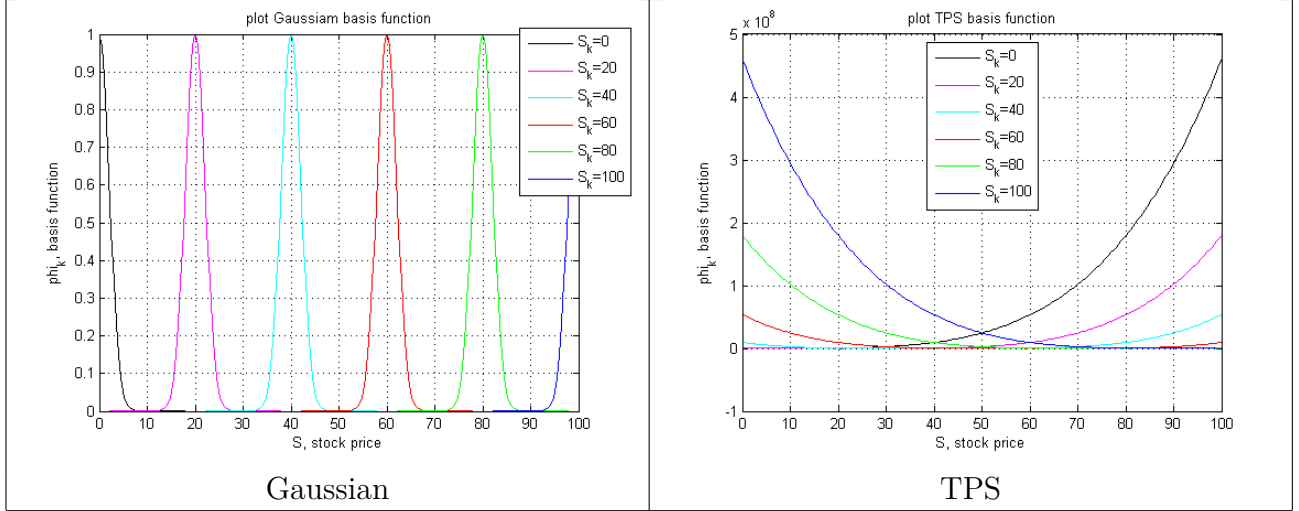 plot Gaussiam basis function
phi_k, basis function
1
0.9
0.8
0.7
0.6
0.5
0.4
0.3
0.2
0.1
0
0 10 20 30 40 50 60 70 80 90 100
S, stock price
S_k=0
S_k=20
S_k=40
S_k=60
S_k=80
S_k=100
Gaussian
plot TPS basis function
x 10^8
phi_k, basis function
5
4
3
2
1
0
-1
0 10 20 30 40 50 60 70 80 90 100
S, stock price
S_k=0
S_k=20
S_k=40
S_k=60
S_k=80
S_k=100
TPS